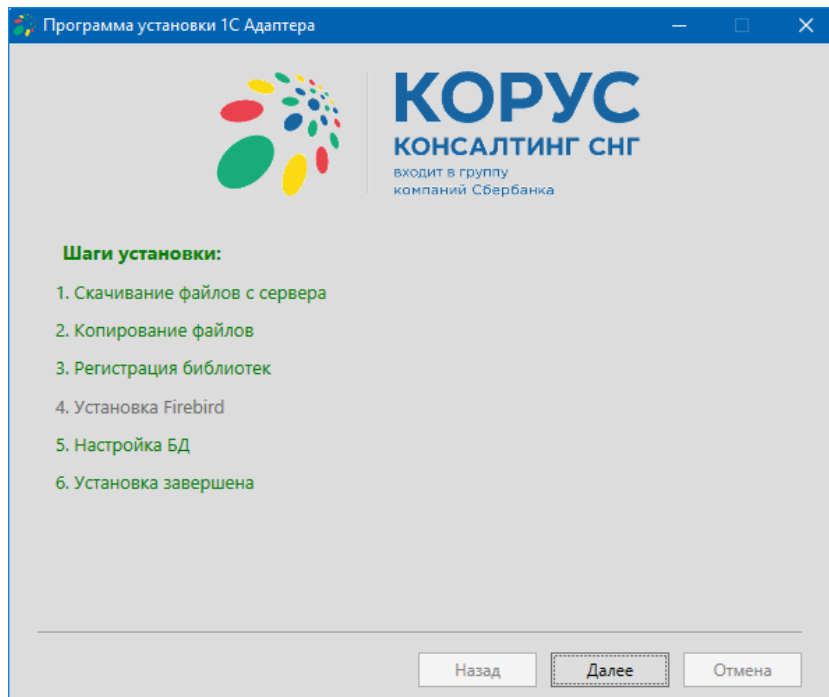 Программа установки 1С Адаптера
КОРУС
КОНСАЛТИНГ СНГ
входит в группу
компаний Сбербанка
Шаги установки:
1. Скачивание файлов с сервера
2. Копирование файлов
3. Регистрация библиотек
4. Установка Firebird
5. Настройка БД
6. Установка завершена
Назад Далее Отмена